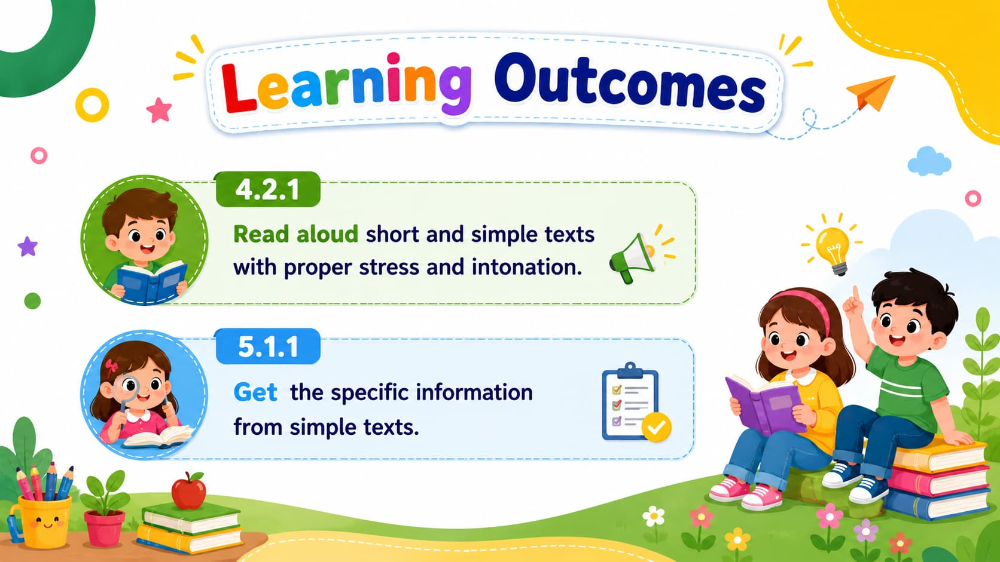 Learning Outcomes
4.2.1
Read aloud short and simple texts
with proper stress and intonation.
5.1.1
Get the specific information
from simple texts.